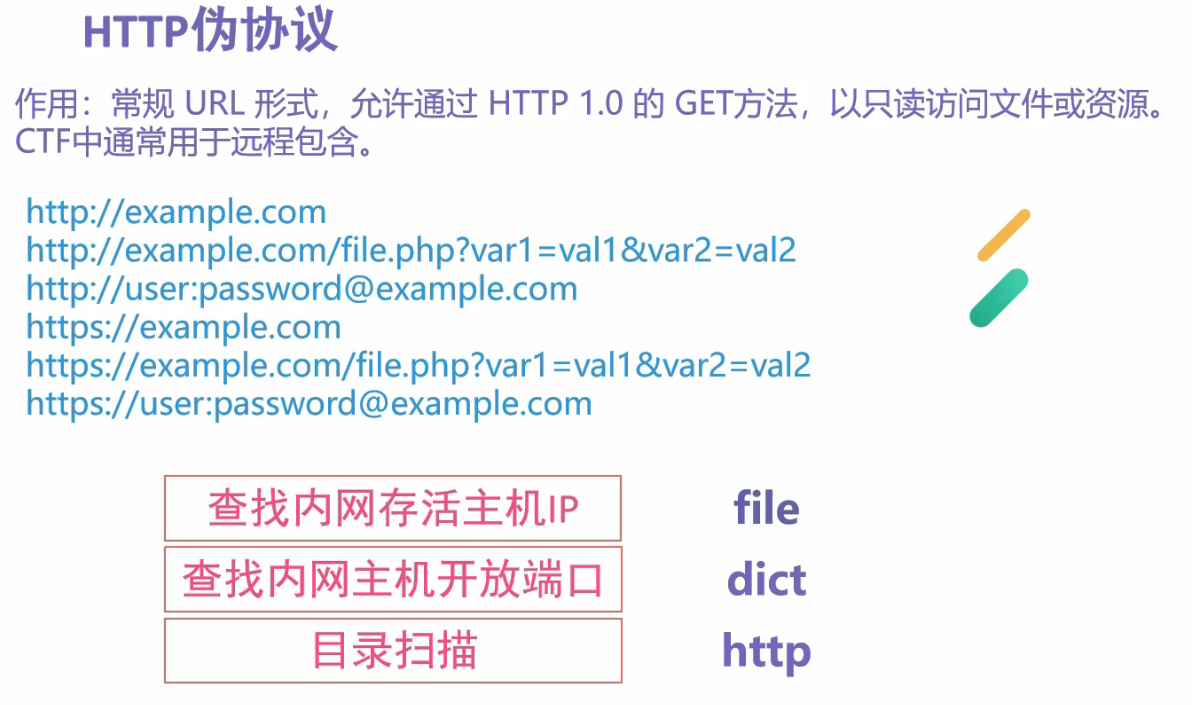 HTTP伪协议
作用：常规 URL 形式，允许通过 HTTP 1.0 的 GET方法，以只读访问文件或资源。
CTF中通常用于远程包含。
http://example.com
http://example.com/file.php?var1=val1&var2=val2
http://user:password@example.com
https://example.com
https://example.com/file.php?var1=val1&var2=val2
https://user:password@example.com
查找内网存活主机IP file
查找内网主机开放端口 dict
目录扫描 http